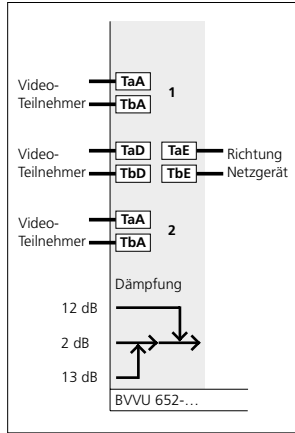 Video-
Teilnehmer
TaA
TbA
1
Video-
Teilnehmer
TaD
TbD
TaE
TbE
Richtung
Netzgerät
Video-
Teilnehmer
TaA
TbA
2
Dämpfung
12 dB
2 dB
13 dB
BVVU 652-…